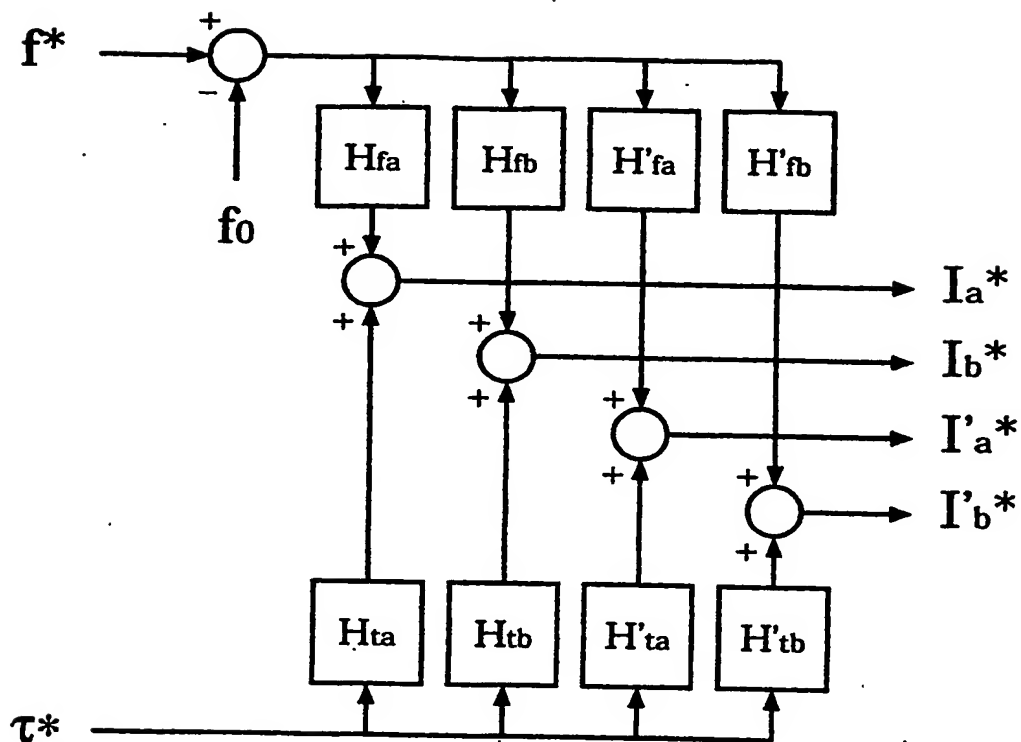 +
f*
−
Hfa Hfb H'fa H'fb
f0
+
Ia*
+
+
Ib*
+
+
I'a*
+
+
I'b*
+
Hta Htb H'ta H'tb
τ*